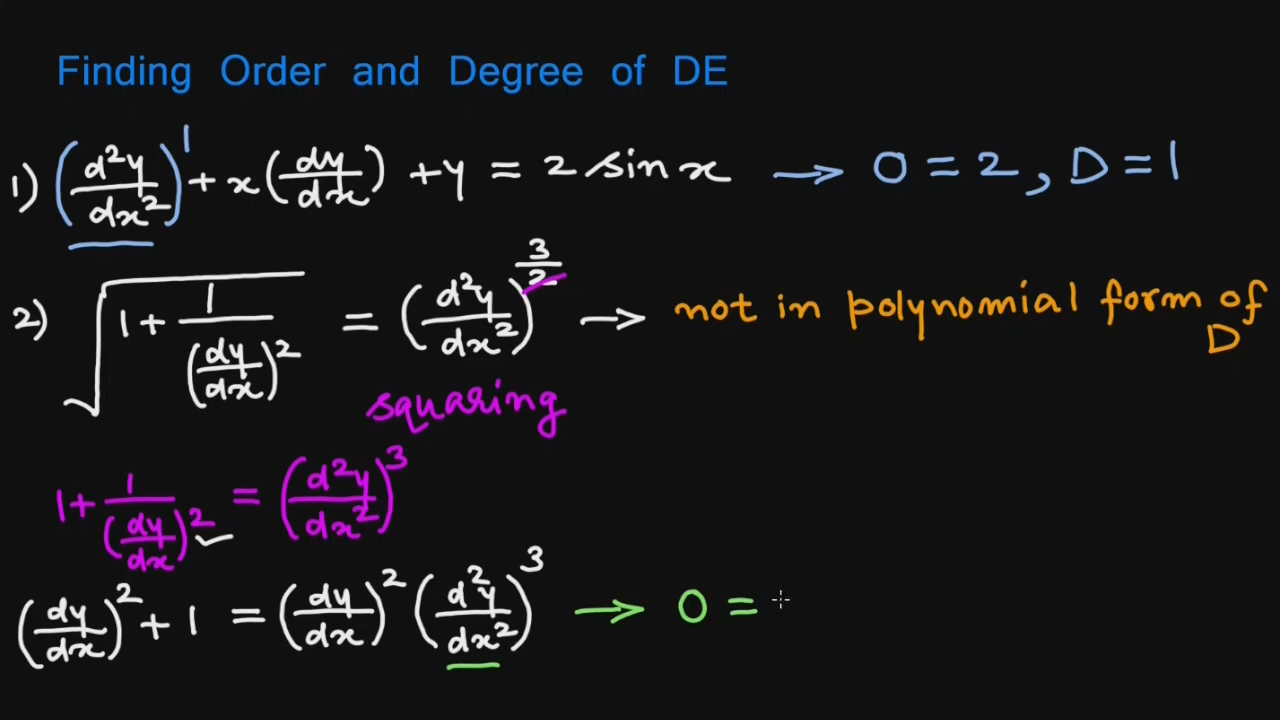 Finding Order and Degree of DE
1) (d²y/dx²)¹ + x(dy/dx) + y = 2 sin x → O = 2, D = 1
2) √(1 + 1/(dy/dx)²) = (d²y/dx²)^(3/2) → not in polynomial form of D
squaring
1 + 1/(dy/dx)² = (d²y/dx²)³
(dy/dx)² + 1 = (dy/dx)² (d²y/dx²)³ → O =